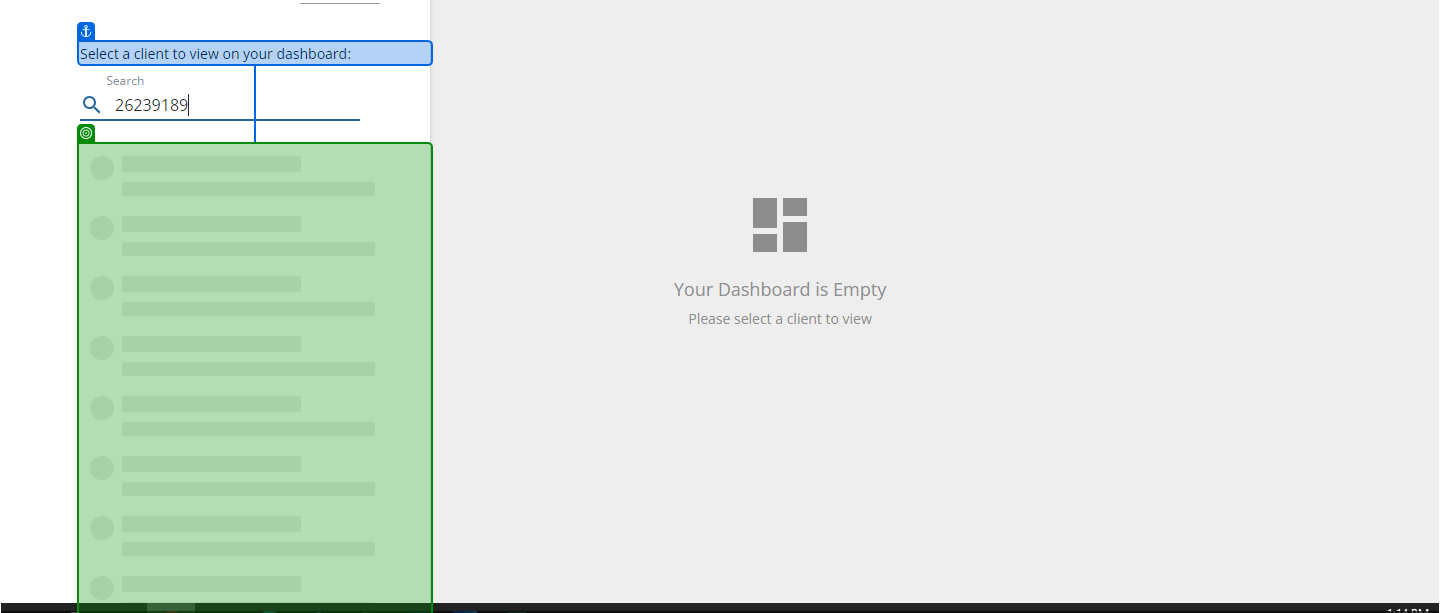 Select a client to view on your dashboard:
Search
26239189
Your Dashboard is Empty
Please select a client to view